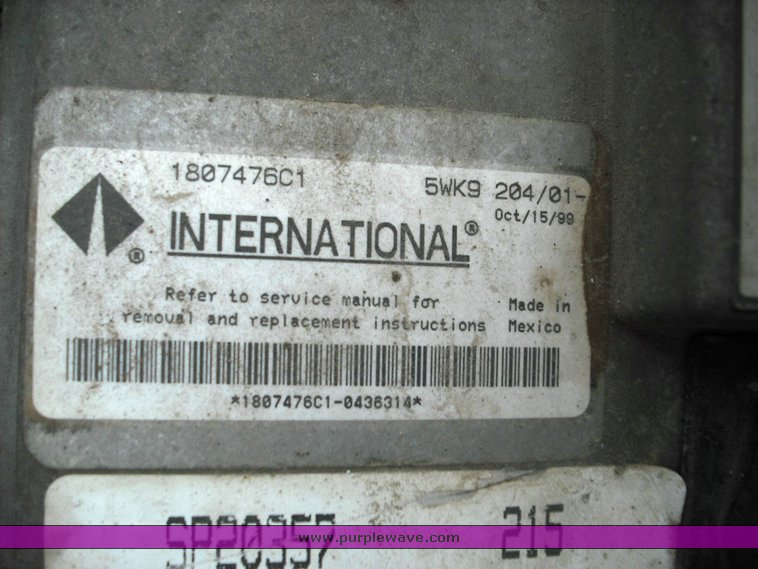 1807476C1
5WK9 204/01-
Oct/15/99
INTERNATIONAL®
®
Refer to service manual for
removal and replacement instructions
Made in
Mexico
*1807476C1-0436314*
SP20357 215
www.purplewave.com